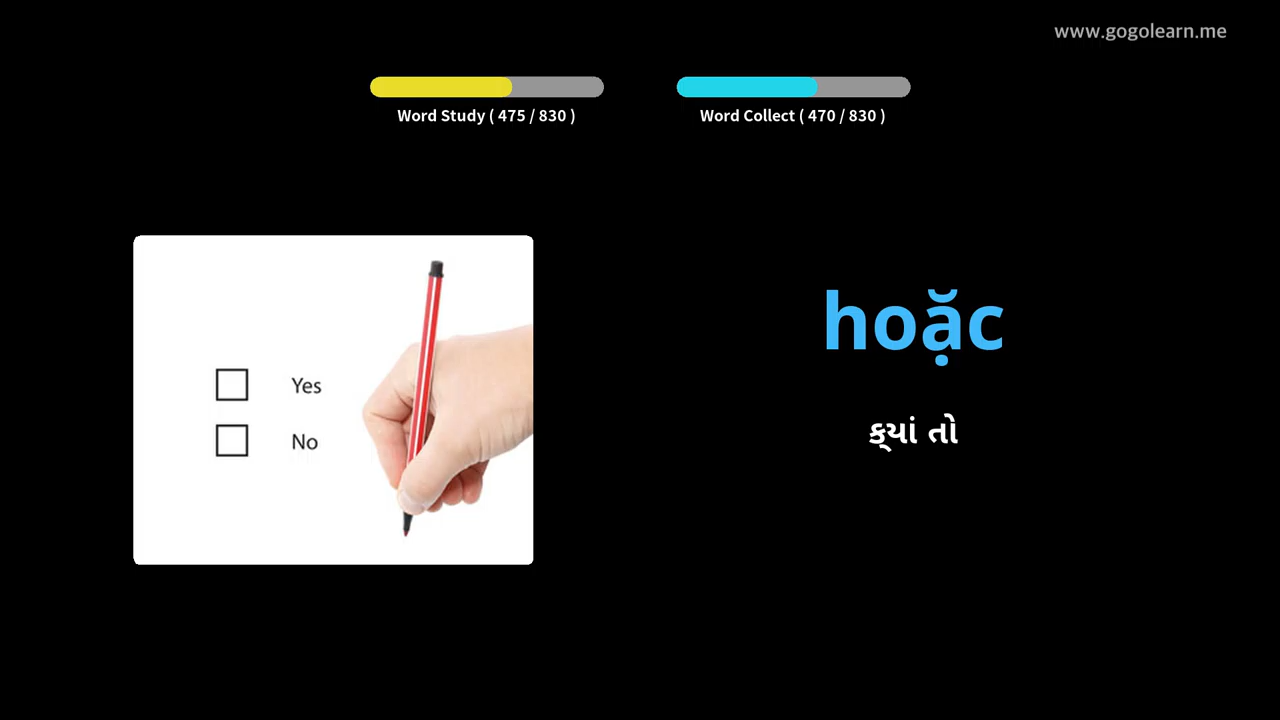 www.gogolearn.me
Word Study ( 475 / 830 )
Word Collect ( 470 / 830 )
Yes
No
hoặc
ક્યાં તો